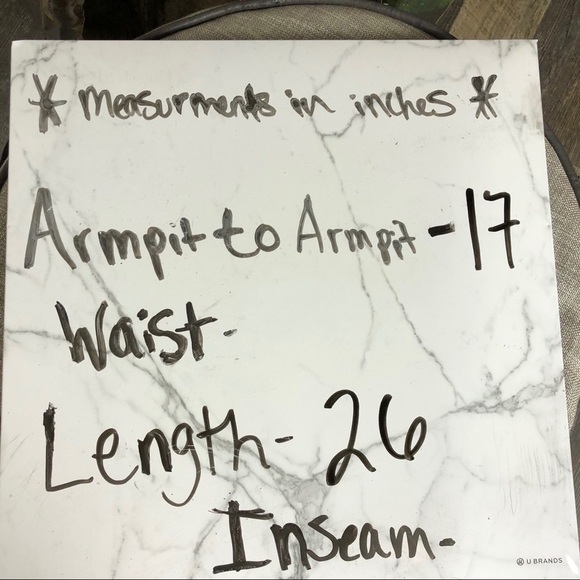 * measurments in inches *
Armpit to Armpit - 17
Waist-
Length - 26
Inseam-
U BRANDS